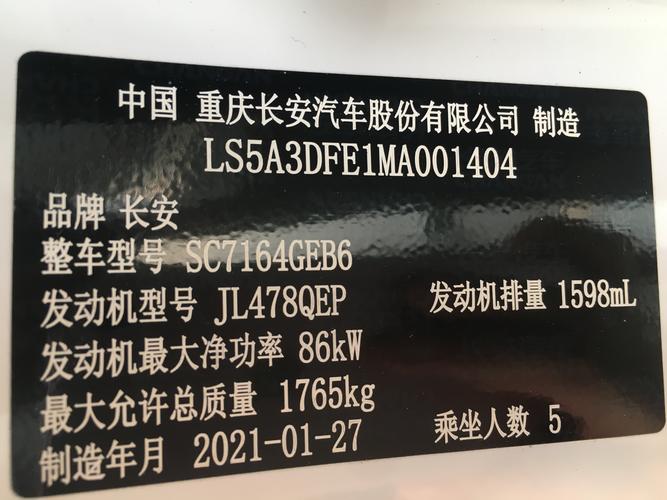 中国 重庆长安汽车股份有限公司 制造
LS5A3DFE1MA001404
品牌 长安
整车型号 SC7164GEB6
发动机型号 JL478QEP 发动机排量 1598mL
发动机最大净功率 86kW
最大允许总质量 1765kg
制造年月 2021-01-27 乘坐人数 5